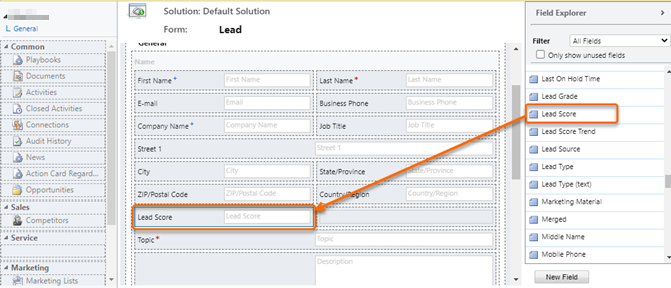 General
Common
Playbooks
Documents
Activities
Closed Activities
Connections
Audit History
News
Action Card Regard...
Opportunities
Sales
Competitors
Service
Marketing
Marketing Lists
Solution: Default Solution
Form: Lead
General
Name
First Name * First Name Last Name * Last Name
E-mail Email Business Phone Business Phone
Company Name * Company Name Job Title Job Title
Street 1 Street 1
City City State/Province
ZIP/Postal Code ZIP/Postal Code Country/Region Country/Region
Lead Score Lead Score
Topic * Topic
Description
Field Explorer
Filter All Fields
Only show unused fields
Last On Hold Time
Lead Grade
Lead Score
Lead Score Trend
Lead Source
Lead Type
Lead Type (text)
Marketing Material
Merged
Middle Name
Mobile Phone
New Field